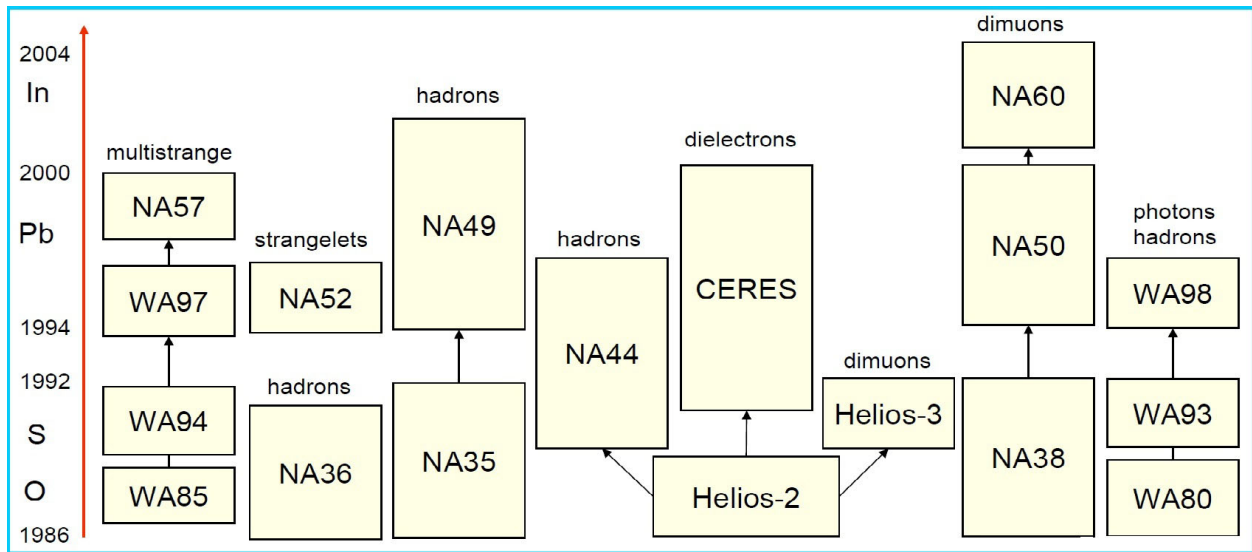 2004
In
2000
Pb
1994
1992
S
O
1986
multistrange
NA57
WA97
WA94
WA85
strangelets
NA52
hadrons
NA36
hadrons
NA49
NA35
hadrons
NA44
dielectrons
CERES
Helios-2
dimuons
Helios-3
dimuons
NA60
NA50
NA38
photons
hadrons
WA98
WA93
WA80